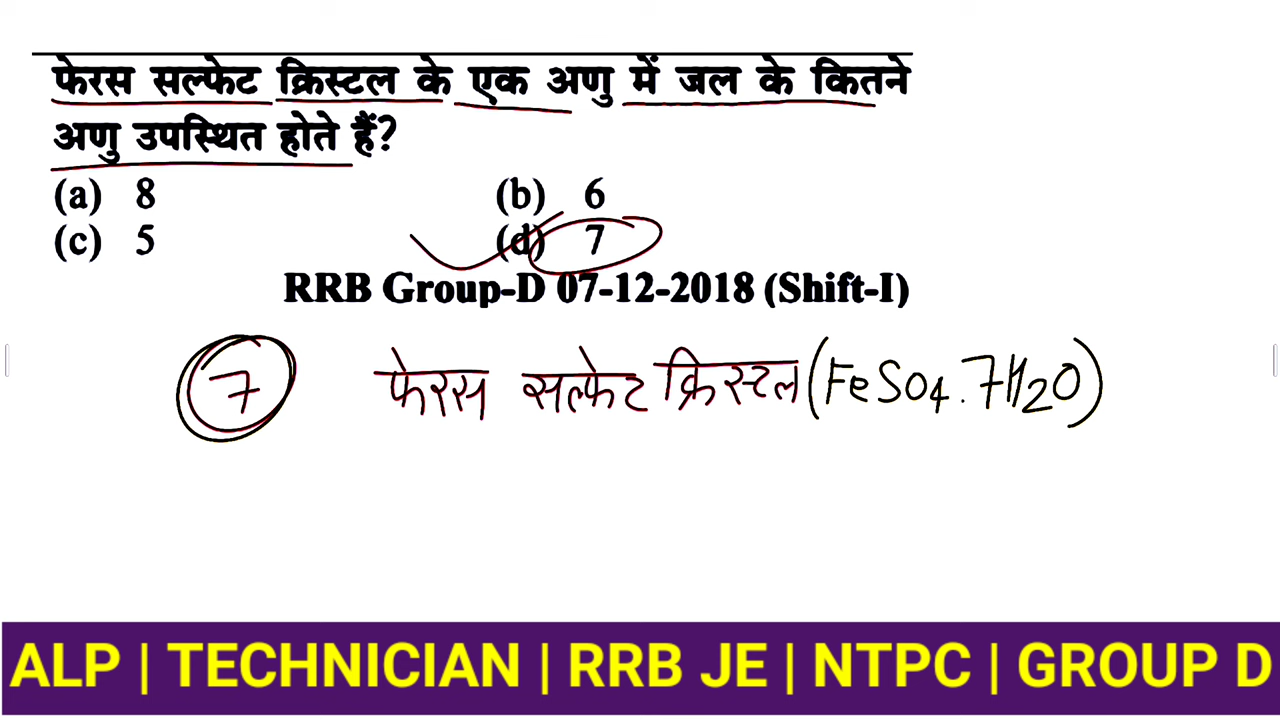 फेरस सल्फेट क्रिस्टल के एक अणु में जल के कितने
अणु उपस्थित होते हैं?
(a) 8 (b) 6
(c) 5 (d) 7
RRB Group-D 07-12-2018 (Shift-I)
7 फेरस सल्फेट क्रिस्टल (FeSO4.7H2O)
ALP | TECHNICIAN | RRB JE | NTPC | GROUP D